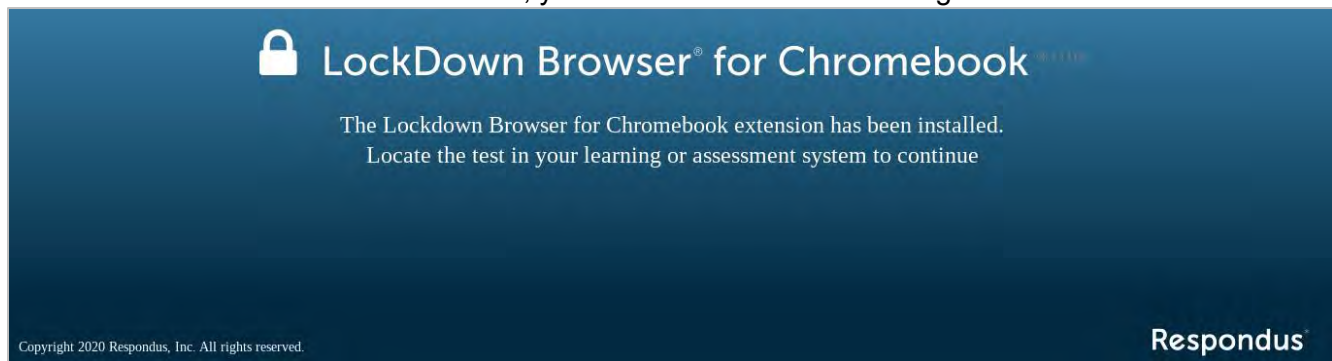 LockDown Browser® for Chromebook
The Lockdown Browser for Chromebook extension has been installed.
Locate the test in your learning or assessment system to continue
Copyright 2020 Respondus, Inc. All rights reserved.
Respondus